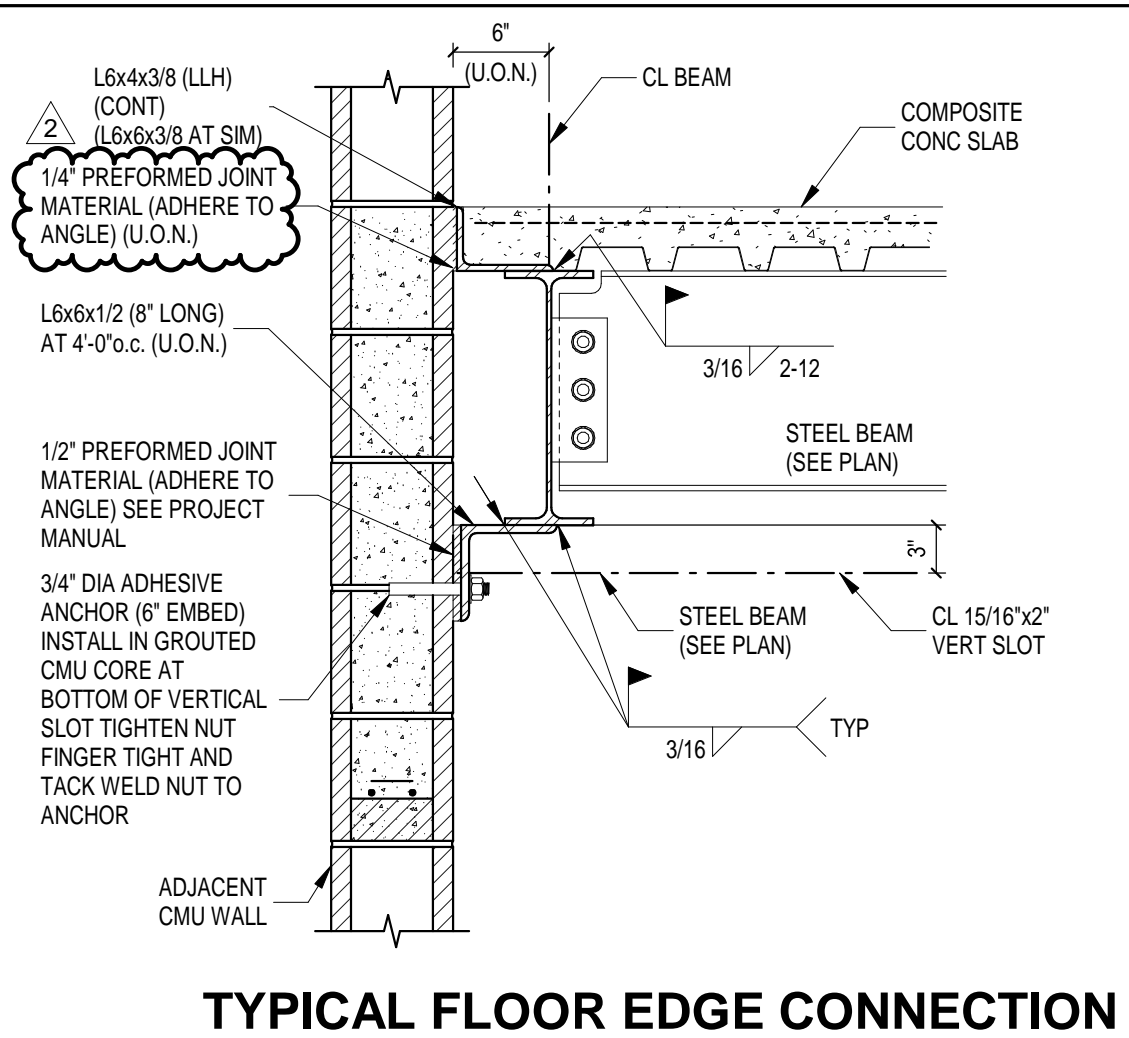 6"
(U.O.N.)
CL BEAM
L6x4x3/8 (LLH)
(CONT)
(L6x6x3/8 AT SIM)
2
COMPOSITE
CONC SLAB
1/4" PREFORMED JOINT
MATERIAL (ADHERE TO
ANGLE) (U.O.N.)
L6x6x1/2 (8" LONG)
AT 4'-0"o.c. (U.O.N.)
3/16
2-12
1/2" PREFORMED JOINT
MATERIAL (ADHERE TO
ANGLE) SEE PROJECT
MANUAL
STEEL BEAM
(SEE PLAN)
3"
3/4" DIA ADHESIVE
ANCHOR (6" EMBED)
INSTALL IN GROUTED
CMU CORE AT
BOTTOM OF VERTICAL
SLOT TIGHTEN NUT
FINGER TIGHT AND
TACK WELD NUT TO
ANCHOR
STEEL BEAM
(SEE PLAN)
CL 15/16"x2"
VERT SLOT
3/16
TYP
ADJACENT
CMU WALL
TYPICAL FLOOR EDGE CONNECTION